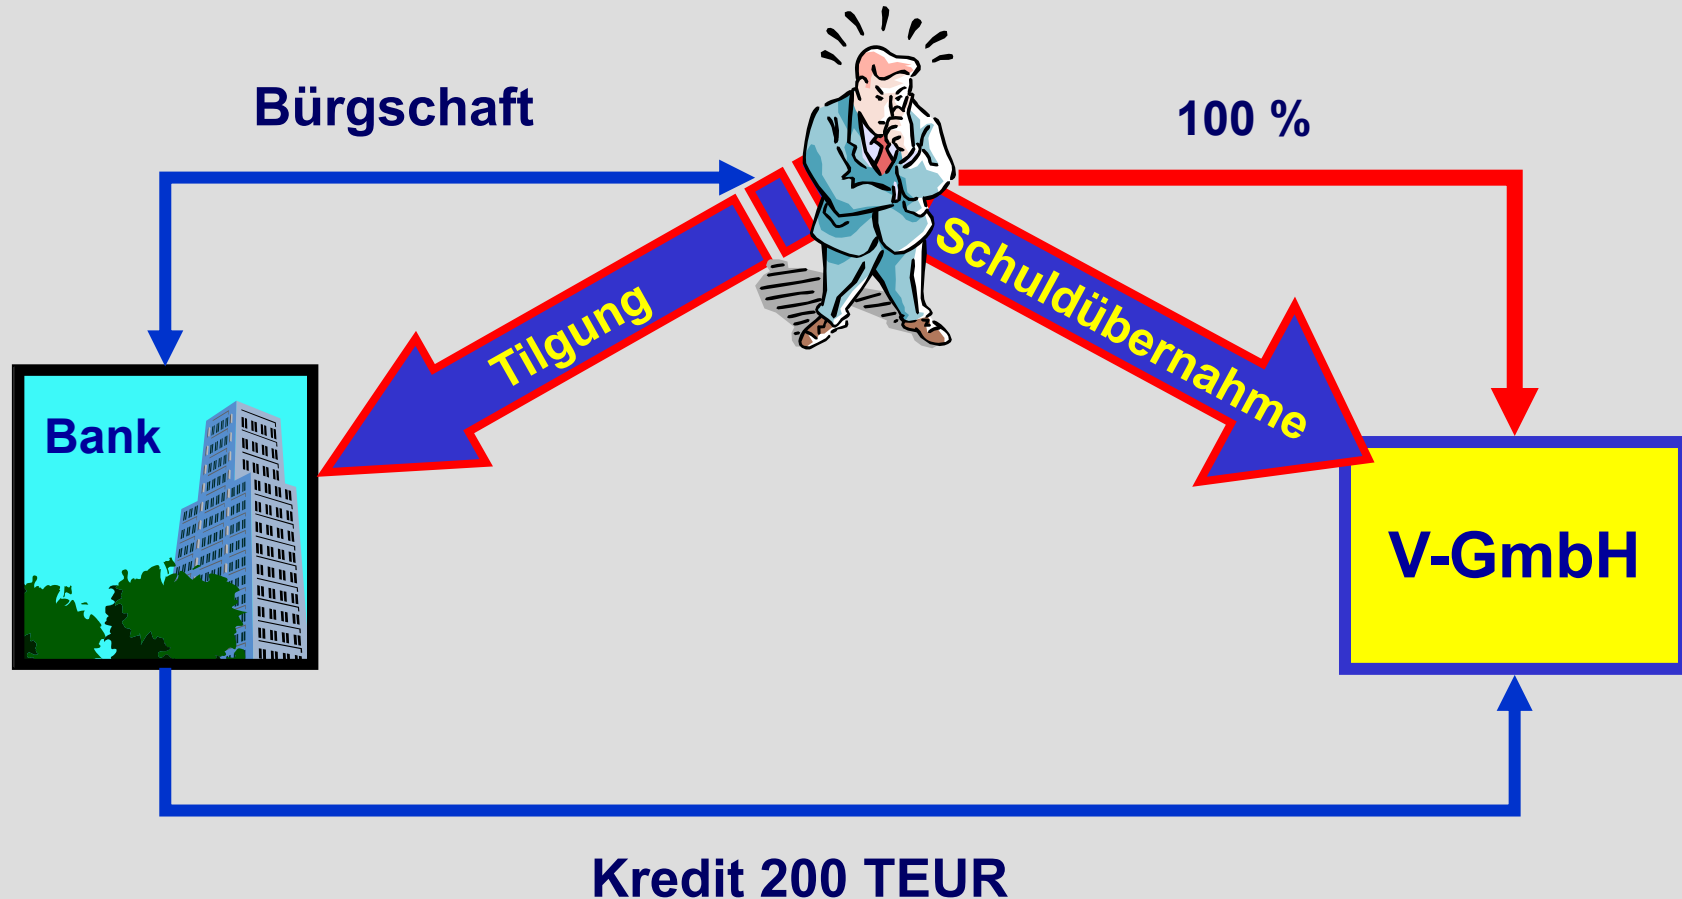 Bürgschaft
100 %
Tilgung
Schuldübernahme
Bank
V-GmbH
Kredit 200 TEUR